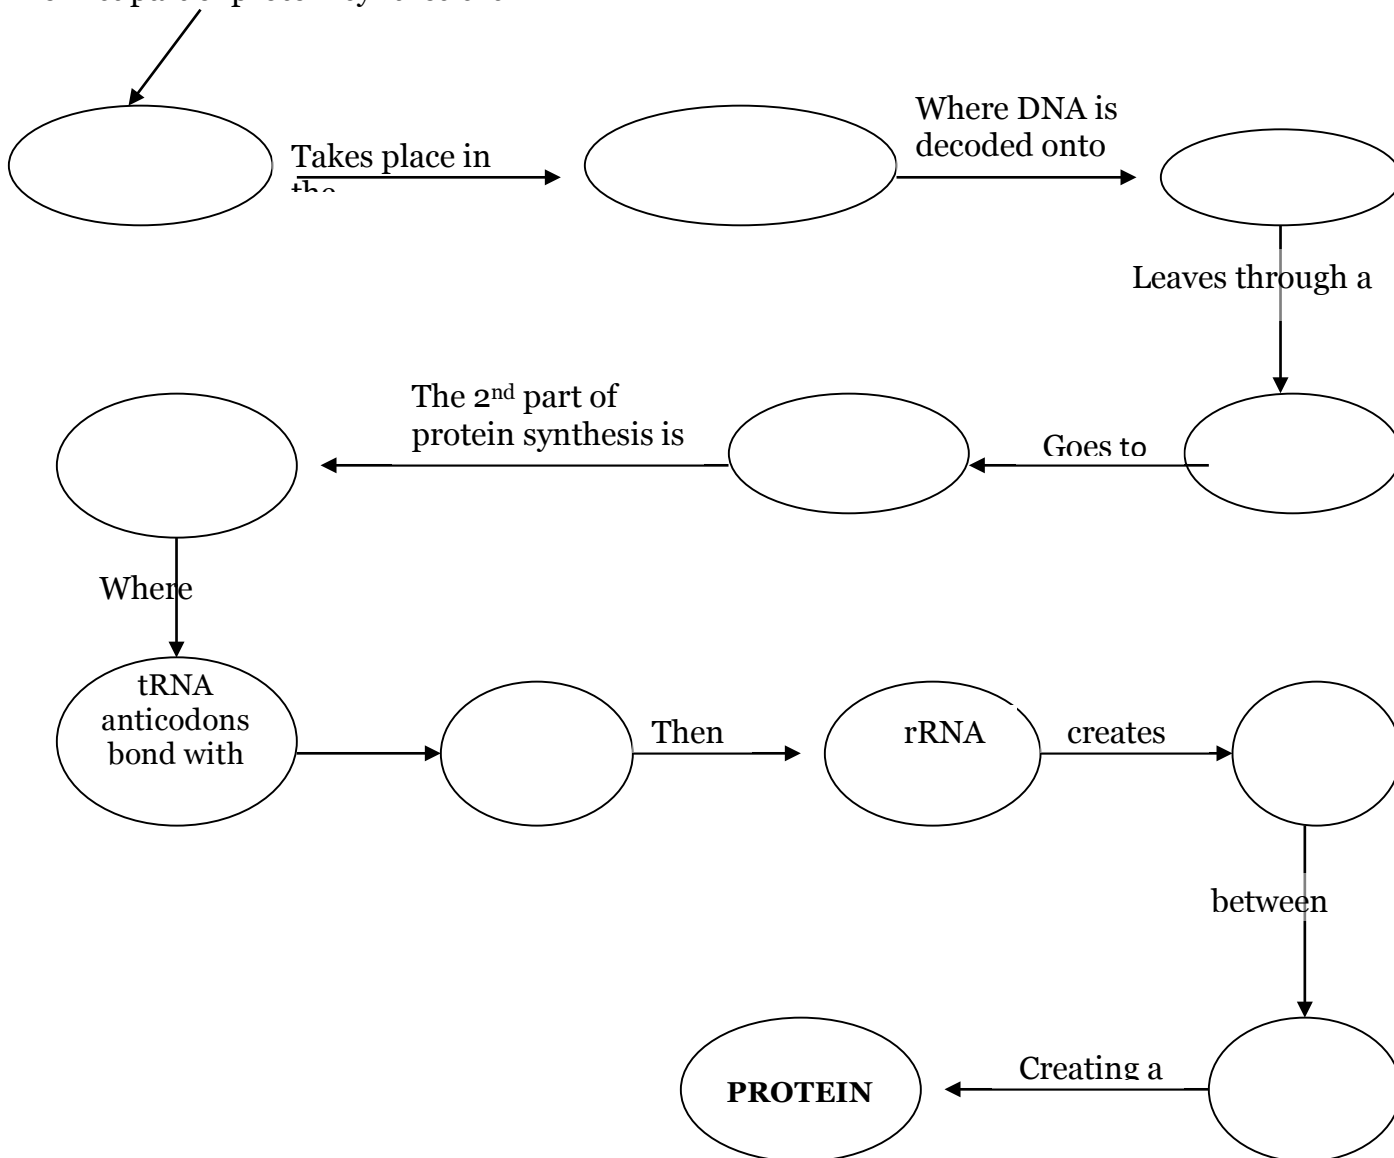 Where DNA is
decoded onto
Takes place in
the
Leaves through a
The 2nd part of
protein synthesis is
Goes to
Where
tRNA
anticodons
bond with
Then
rRNA
creates
between
Creating a
PROTEIN